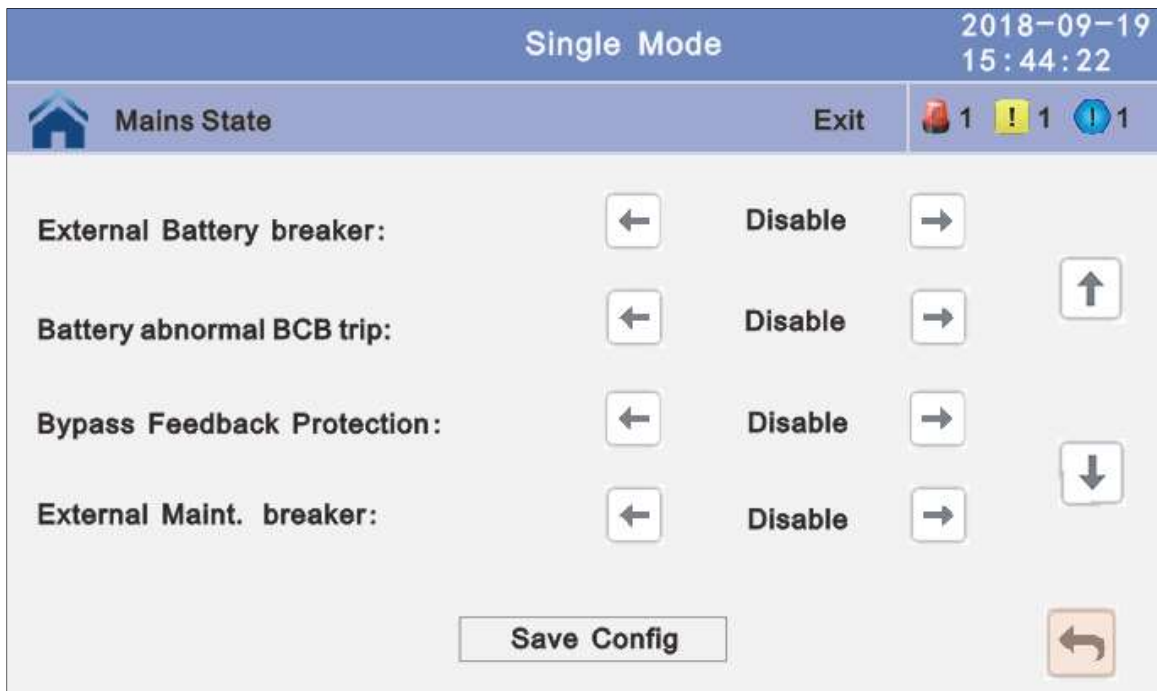 Single Mode
2018-09-19
15:44:22
Mains State
Exit
1
! 1
! 1
External Battery breaker:
Disable
Battery abnormal BCB trip:
Disable
Bypass Feedback Protection:
Disable
External Maint. breaker:
Disable
Save Config